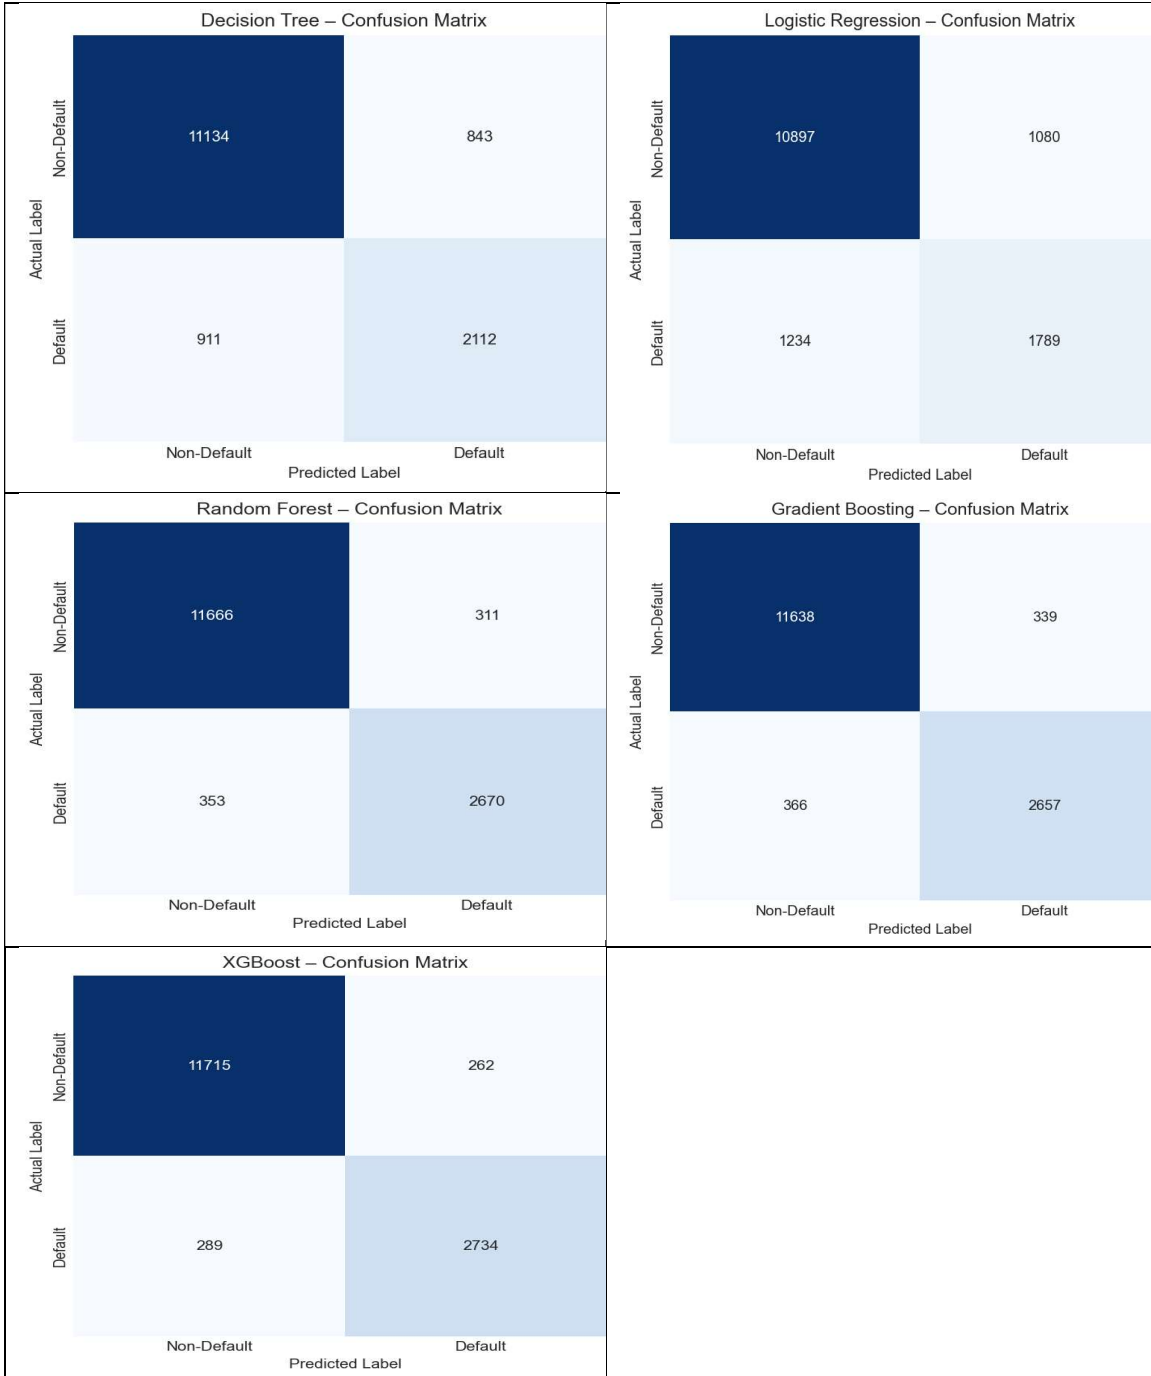 Decision Tree – Confusion Matrix
Non-Default
11134
843
Actual Label
Default
911
2112
Non-Default
Default
Predicted Label
Logistic Regression – Confusion Matrix
Non-Default
10897
1080
Actual Label
Default
1234
1789
Non-Default
Default
Predicted Label
Random Forest – Confusion Matrix
Non-Default
11666
311
Actual Label
Default
353
2670
Non-Default
Default
Predicted Label
Gradient Boosting – Confusion Matrix
Non-Default
11638
339
Actual Label
Default
366
2657
Non-Default
Default
Predicted Label
XGBoost – Confusion Matrix
Non-Default
11715
262
Actual Label
Default
289
2734
Non-Default
Default
Predicted Label